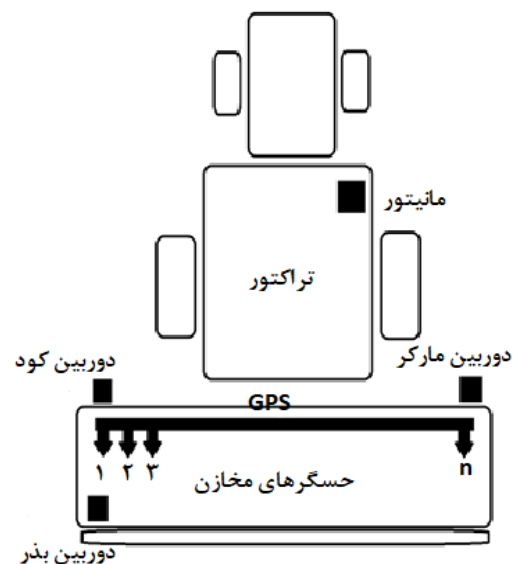 مانیتور
تراکتور
دوربین مارکر
دوربین کود
GPS
۱ ۲ ۳ n
حسگرهای مخازن
دوربین بذر